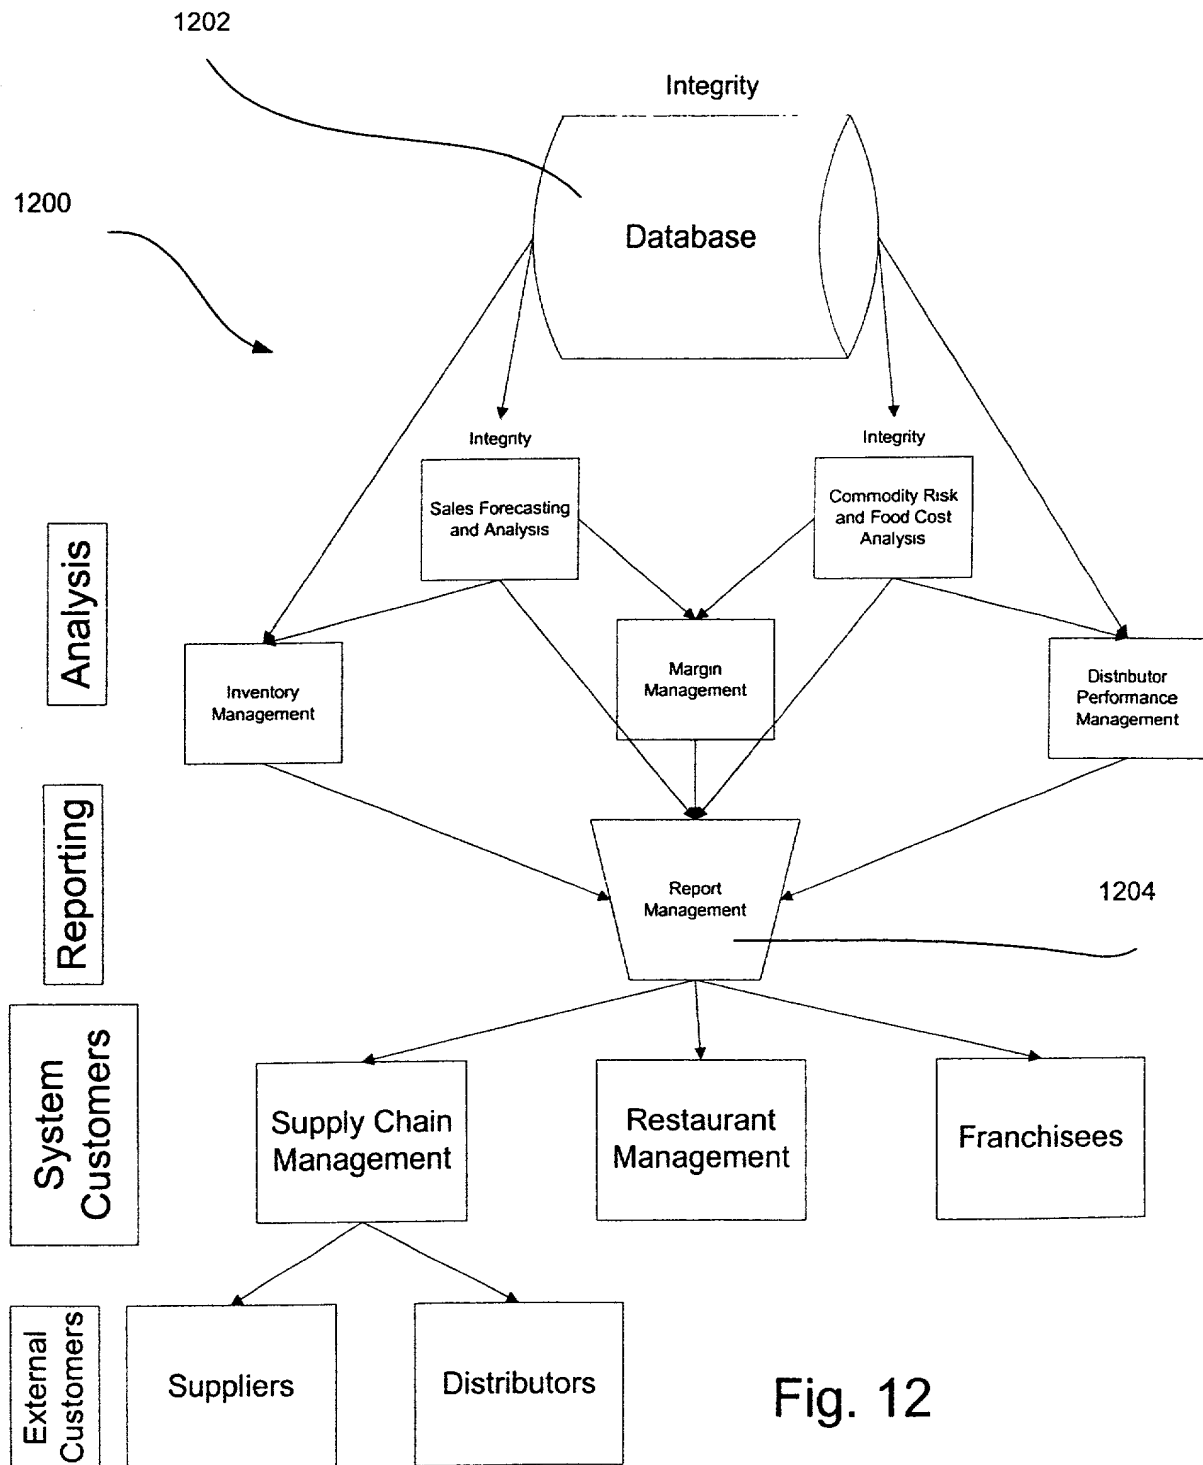 1202
Integrity
1200
Database
Integrity
Integrity
Sales Forecasting
and Analysis
Commodity Risk
and Food Cost
Analysis
Analysis
Inventory
Management
Margin
Management
Distributor
Performance
Management
Reporting
Report
Management
1204
System
Customers
Supply Chain
Management
Restaurant
Management
Franchisees
External
Customers
Suppliers
Distributors
Fig. 12